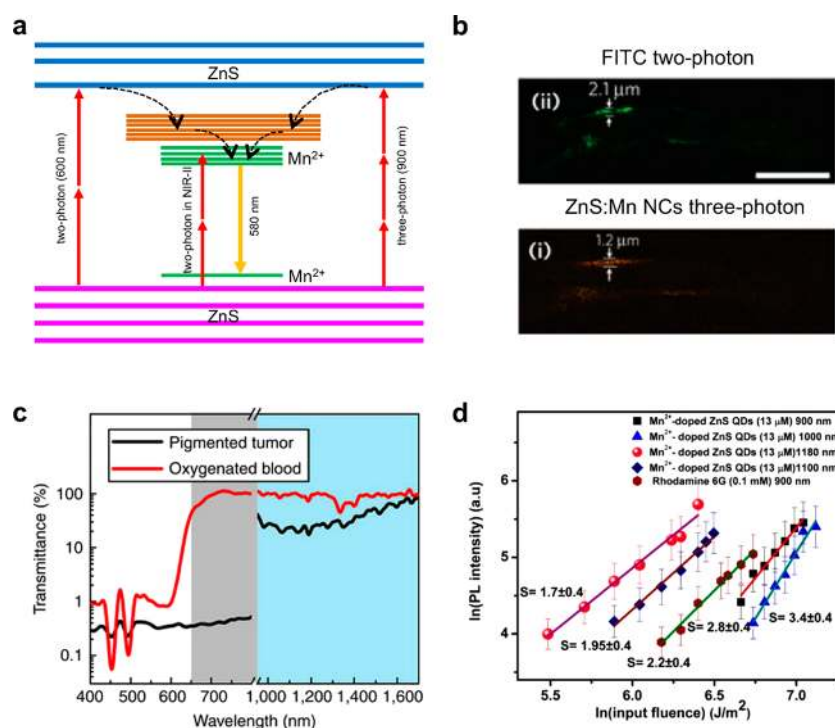 a
ZnS
two-photon (600 nm)
Mn2+
two-photon in NIR-II
580 nm
three-photon (900 nm)
Mn2+
ZnS
b
FITC two-photon
2.1 μm
(ii)
ZnS:Mn NCs three-photon
1.2 μm
(i)
c
Pigmented tumor
Oxygenated blood
Transmittance (%)
100
10
1
0.1
400 500 600 700 1,000 1,200 1,400 1,600
Wavelength (nm)
d
Mn2+-doped ZnS QDs (13 μM) 900 nm
Mn2+- doped ZnS QDs (13 μM) 1000 nm
Mn2+- doped ZnS QDs (13 μM)1180 nm
Mn2+- doped ZnS QDs (13 μM)1100 nm
Rhodamine 6G (0.1 mM) 900 nm
ln(PL intensity) (a.u)
6
5
4
S= 1.7±0.4
S= 1.95±0.4
S= 2.2±0.4
S= 2.8±0.4
S= 3.4±0.4
5.5 6.0 6.5 7.0
ln(input fluence) (J/m2)